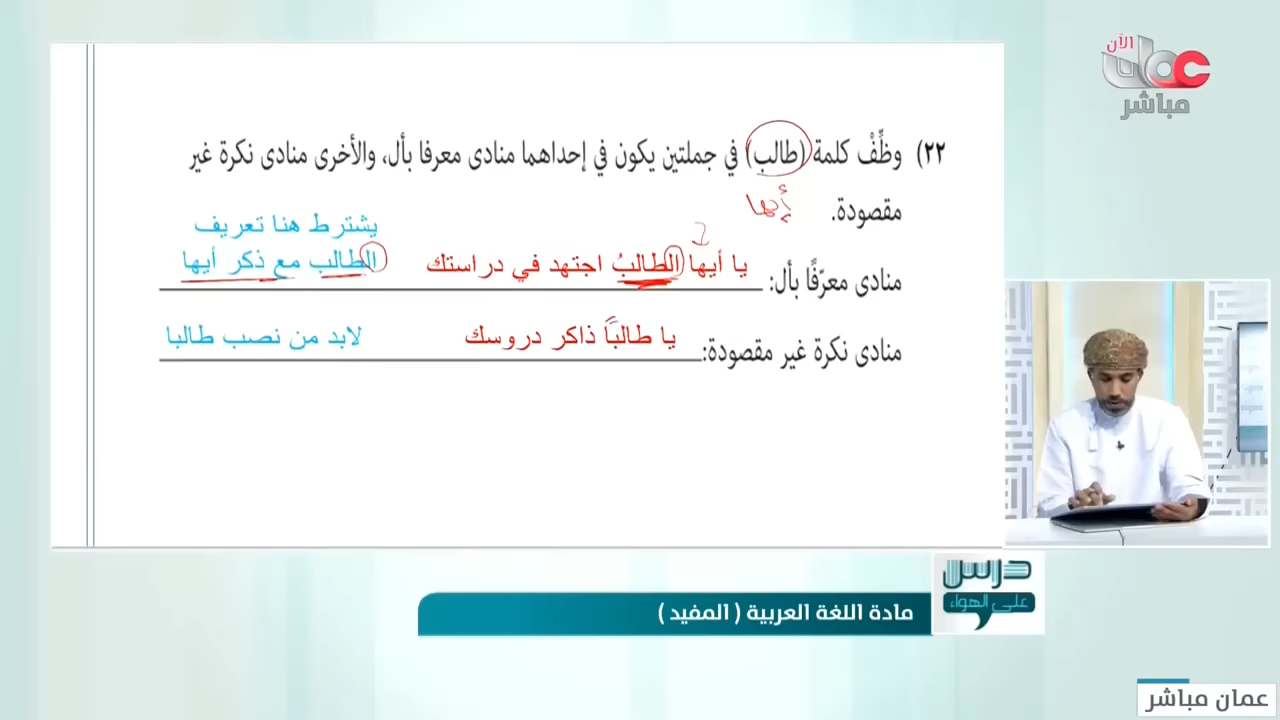 الآن
عمان
مباشر
٢٢) وظِّفْ كلمة (طالب) في جملتين يكون في إحداهما منادى معرفا بأل، والأخرى منادى نكرة غير
مقصودة.
أيها
يشترط هنا تعريف
الطالب مع ذكر أيها
منادى معرّفًا بأل: يا أيها الطالبُ اجتهد في دراستك
منادى نكرة غير مقصودة: يا طالبًا ذاكر دروسك
لابد من نصب طالبا
درس
على الهواء
مادة اللغة العربية ( المفيد )
عمان مباشر